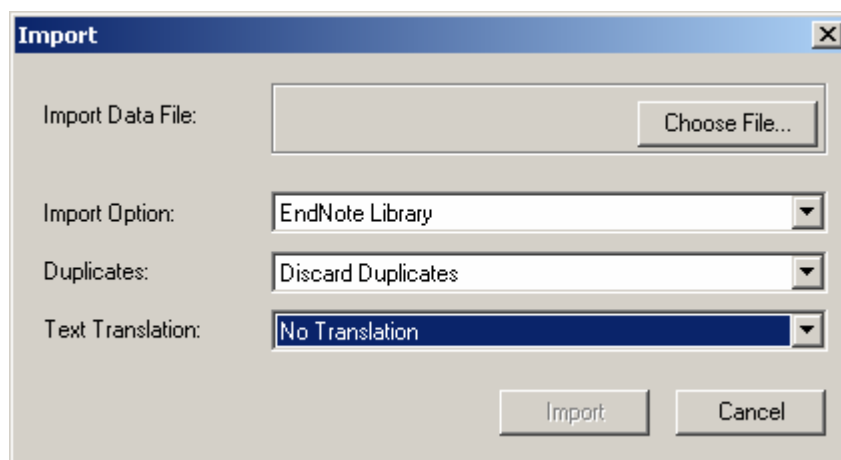 Import
Import Data File:
Choose File...
Import Option:
EndNote Library
Duplicates:
Discard Duplicates
Text Translation:
No Translation
Import
Cancel